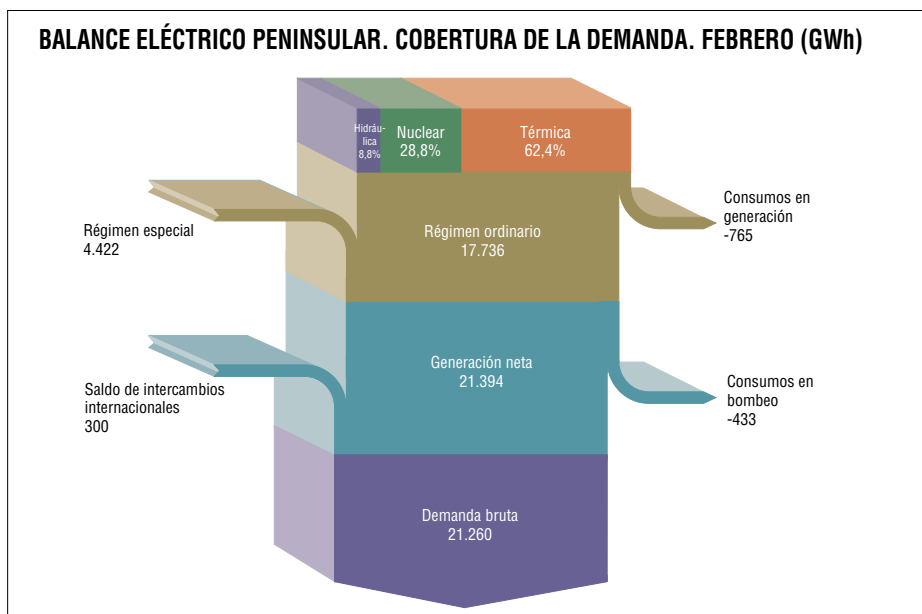 BALANCE ELÉCTRICO PENINSULAR. COBERTURA DE LA DEMANDA. FEBRERO (GWh)
Hidráu-
lica
8,8%
Nuclear
28,8%
Térmica
62,4%
Régimen especial
4.422
Régimen ordinario
17.736
Consumos en
generación
-765
Saldo de intercambios
internacionales
300
Generación neta
21.394
Consumos en
bombeo
-433
Demanda bruta
21.260